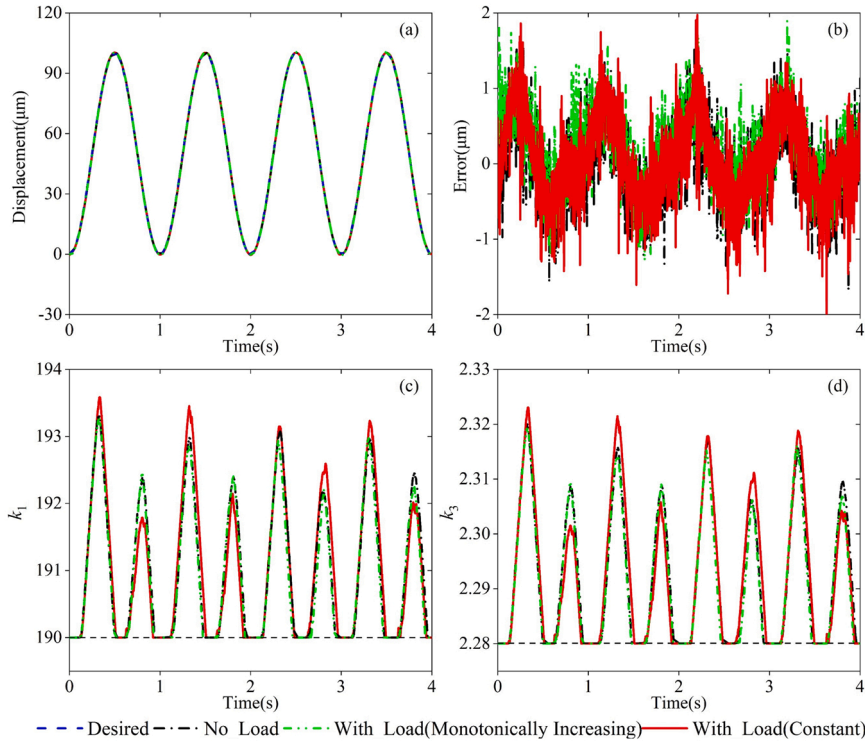 120
90
60
30
0
-30
Displacement(μm)
(a)
0 1 2 3 4
Time(s)
2
1
0
-1
-2
Error(μm)
(b)
0 1 2 3 4
Time(s)
194
193
192
191
190
k1
(c)
0 1 2 3 4
Time(s)
2.33
2.32
2.31
2.30
2.29
2.28
k3
(d)
0 1 2 3 4
Time(s)
Desired No Load With Load(Monotonically Increasing) With Load(Constant)